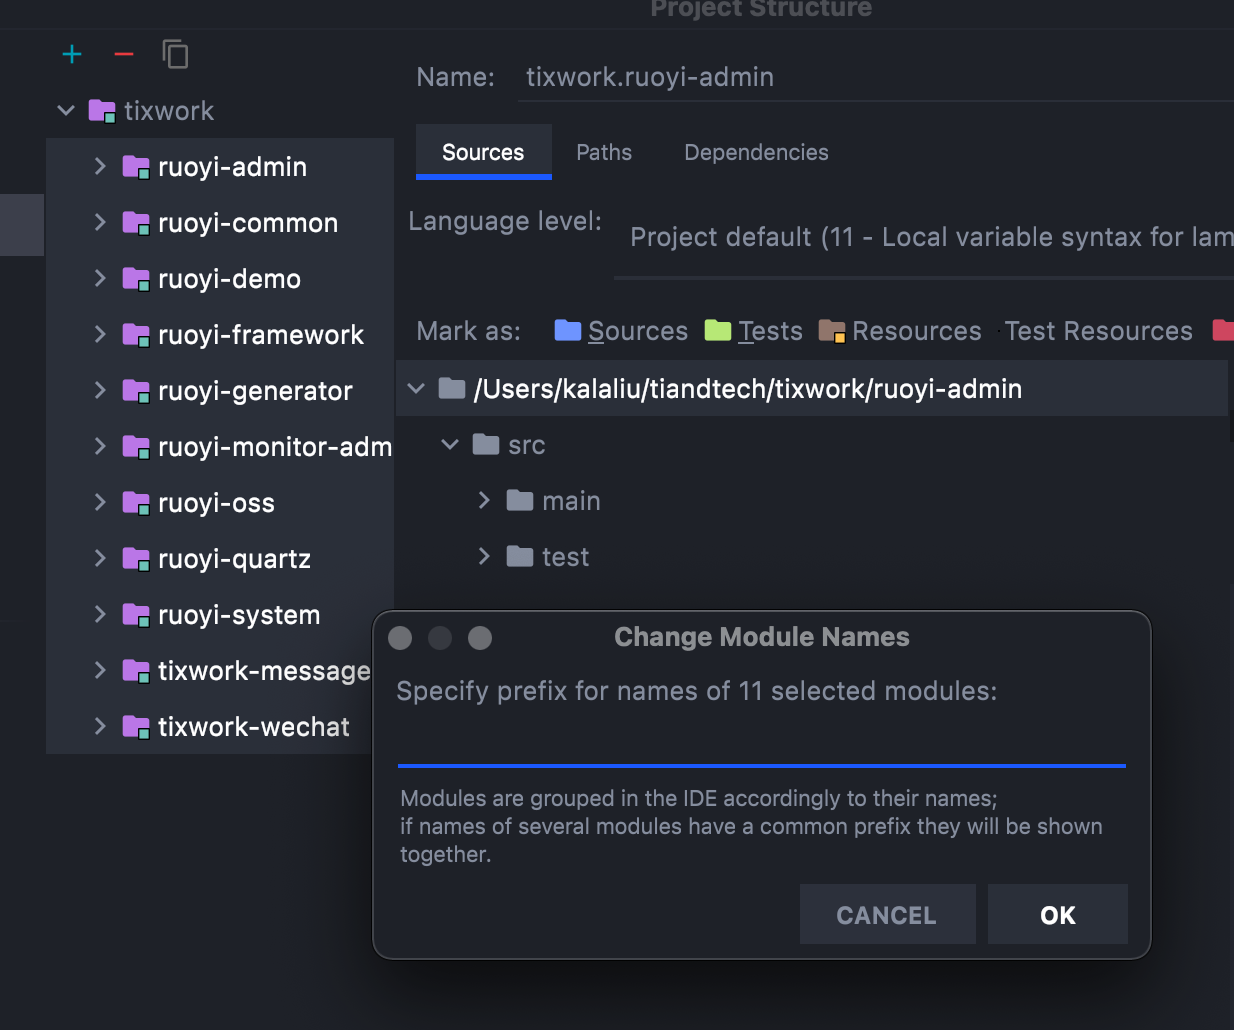 Project Structure
tixwork
ruoyi-admin
ruoyi-common
ruoyi-demo
ruoyi-framework
ruoyi-generator
ruoyi-monitor-adm
ruoyi-oss
ruoyi-quartz
ruoyi-system
tixwork-message
tixwork-wechat
Name: tixwork.ruoyi-admin
Sources Paths Dependencies
Language level: Project default (11 - Local variable syntax for lam
Mark as: Sources Tests Resources Test Resources
/Users/kalaliu/tiandtech/tixwork/ruoyi-admin
src
main
test
Change Module Names
Specify prefix for names of 11 selected modules:
Modules are grouped in the IDE accordingly to their names;
if names of several modules have a common prefix they will be shown
together.
CANCEL OK